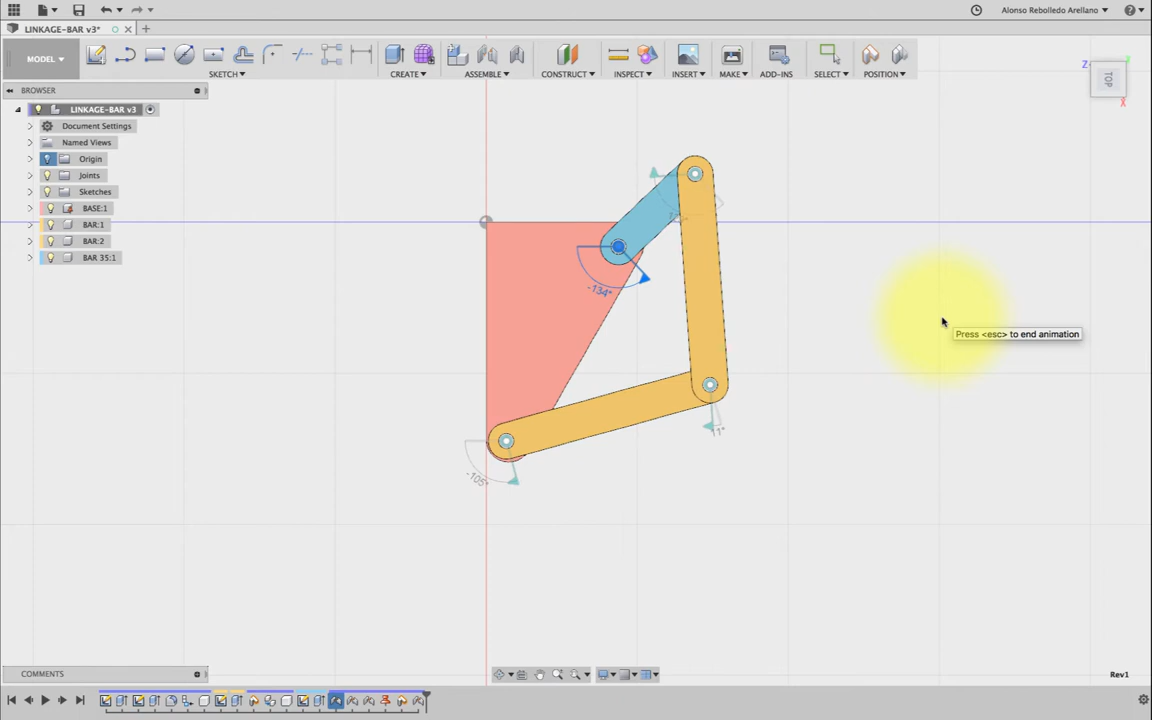 Alonso Rebolledo Arellano
LINKAGE-BAR v3*
MODEL
SKETCH
CREATE
ASSEMBLE
CONSTRUCT
INSPECT
INSERT
MAKE
ADD-INS
SELECT
POSITION
BROWSER
LINKAGE-BAR v3
Document Settings
Named Views
Origin
Joints
Sketches
BASE:1
BAR:1
BAR:2
BAR 35:1
Z
TOP
X
-134°
Press <esc> to end animation
11°
-105°
COMMENTS
Rev1